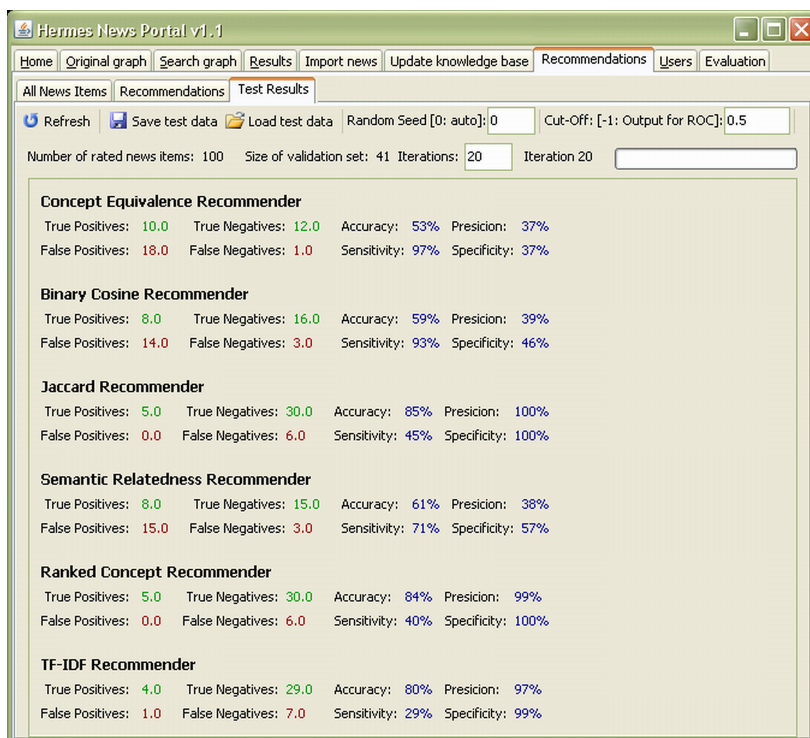 Hermes News Portal v1.1
Home Original graph Search graph Results Import news Update knowledge base Recommendations Users Evaluation
All News Items Recommendations Test Results
Refresh Save test data Load test data Random Seed [0: auto]: 0 Cut-Off: [-1: Output for ROC]: 0.5
Number of rated news items: 100 Size of validation set: 41 Iterations: 20 Iteration 20
Concept Equivalence Recommender
True Positives: 10.0 True Negatives: 12.0 Accuracy: 53% Presicion: 37%
False Positives: 18.0 False Negatives: 1.0 Sensitivity: 97% Specificity: 37%
Binary Cosine Recommender
True Positives: 8.0 True Negatives: 16.0 Accuracy: 59% Presicion: 39%
False Positives: 14.0 False Negatives: 3.0 Sensitivity: 93% Specificity: 46%
Jaccard Recommender
True Positives: 5.0 True Negatives: 30.0 Accuracy: 85% Presicion: 100%
False Positives: 0.0 False Negatives: 6.0 Sensitivity: 45% Specificity: 100%
Semantic Relatedness Recommender
True Positives: 8.0 True Negatives: 15.0 Accuracy: 61% Presicion: 38%
False Positives: 15.0 False Negatives: 3.0 Sensitivity: 71% Specificity: 57%
Ranked Concept Recommender
True Positives: 5.0 True Negatives: 30.0 Accuracy: 84% Presicion: 99%
False Positives: 0.0 False Negatives: 6.0 Sensitivity: 40% Specificity: 100%
TF-IDF Recommender
True Positives: 4.0 True Negatives: 29.0 Accuracy: 80% Presicion: 97%
False Positives: 1.0 False Negatives: 7.0 Sensitivity: 29% Specificity: 99%